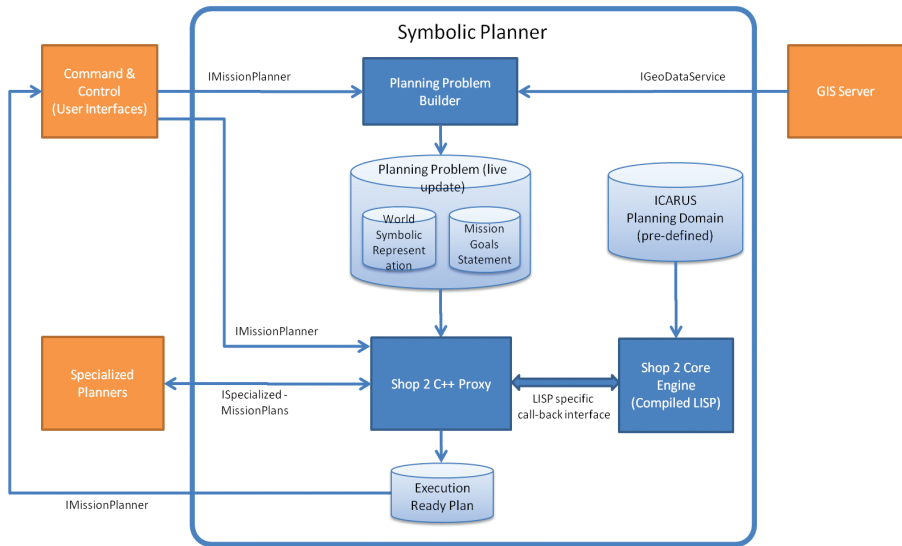 Symbolic Planner
Command &
Control
(User Interfaces)
IMissionPlanner
Planning Problem
Builder
IGeoDataService
GIS Server
Planning Problem (live
update)
World
Symbolic
Represent
ation
Mission
Goals
Statement
ICARUS
Planning Domain
(pre-defined)
IMissionPlanner
Specialized
Planners
ISpecialized -
MissionPlans
Shop 2 C++ Proxy
LISP specific
call-back interface
Shop 2 Core
Engine
(Compiled LISP)
IMissionPlanner
Execution
Ready Plan